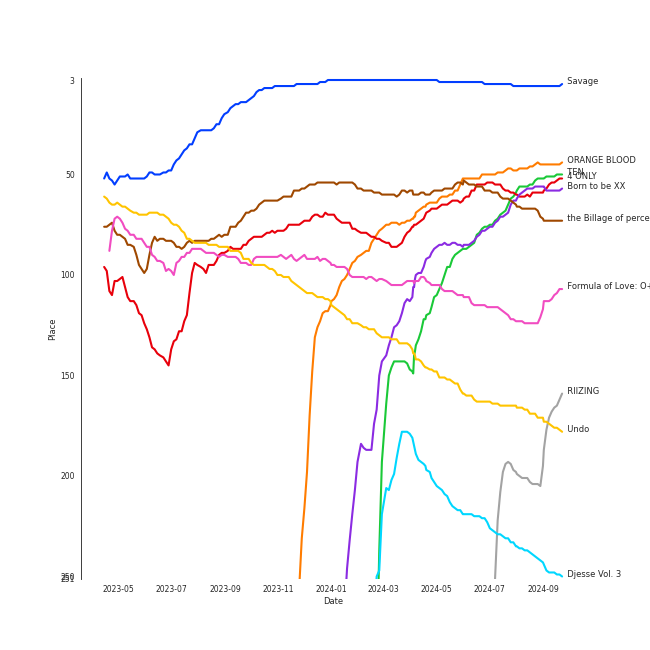 3
Savage
ORANGE BLOOD
TEN
50
4 ONLY
Born to be XX
the Billage of perce
100
Formula of Love: O+
Place
150
RIIZING
Undo
200
250
251
Djesse Vol. 3
2023-05
2023-07
2023-09
2023-11
2024-01
2024-03
2024-05
2024-07
2024-09
Date